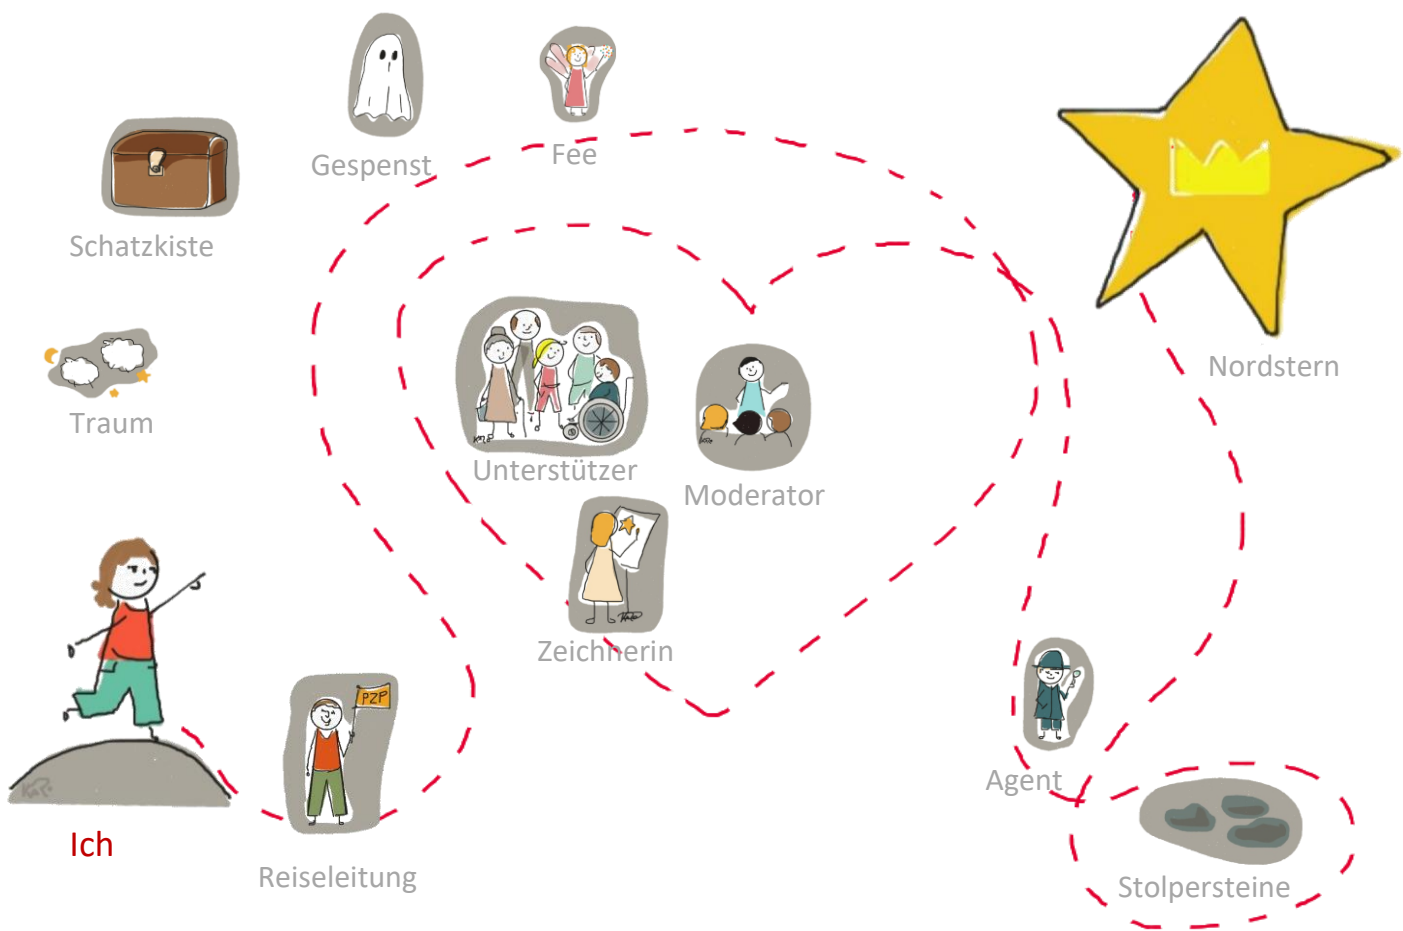 Gespenst
Fee
Schatzkiste
Nordstern
Traum
Unterstützer
Moderator
Zeichnerin
PZP
Agent
Ich
Reiseleitung
Stolpersteine